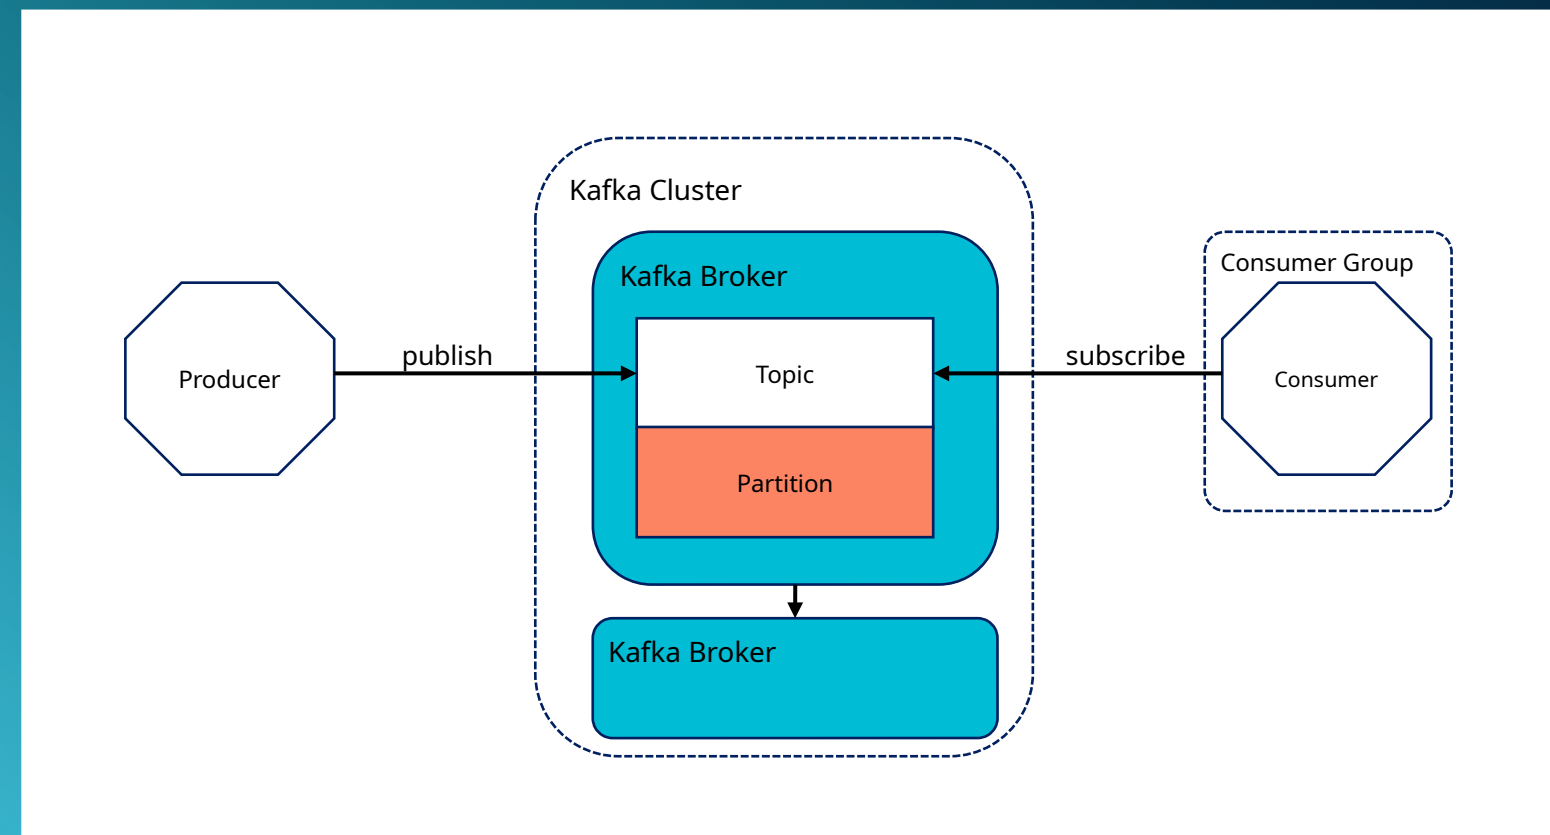 Kafka Cluster
Kafka Broker
Consumer Group
publish
subscribe
Producer
Topic
Consumer
Partition
Kafka Broker